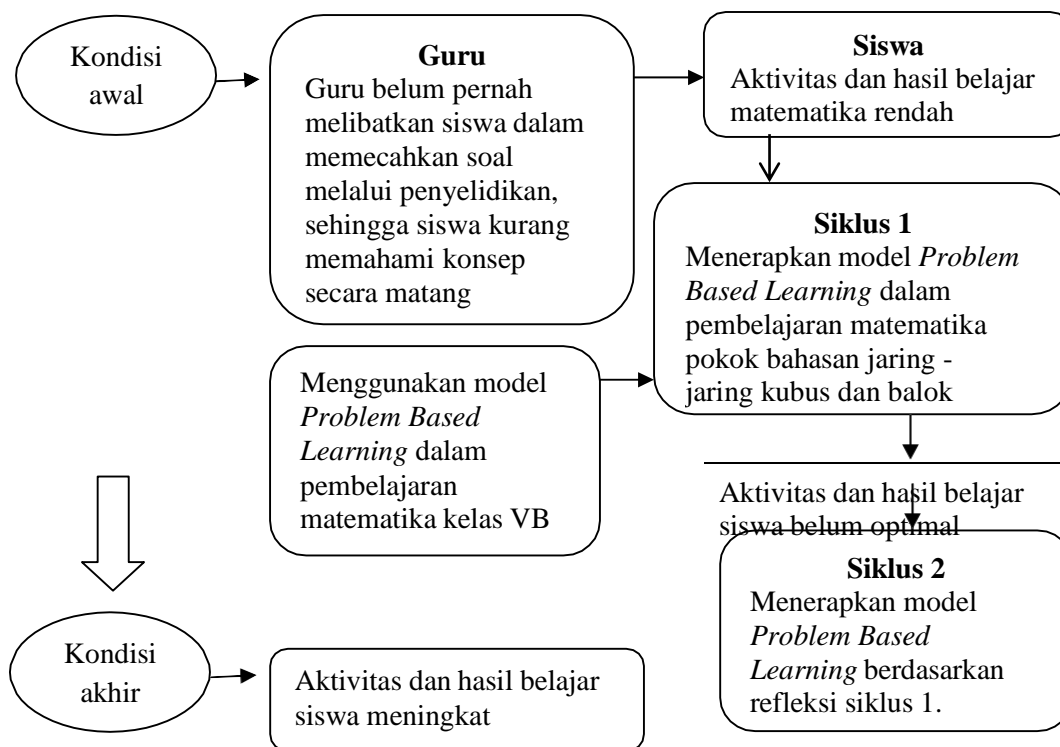 Kondisi
awal
Guru
Guru belum pernah
melibatkan siswa dalam
memecahkan soal
melalui penyelidikan,
sehingga siswa kurang
memahami konsep
secara matang
Siswa
Aktivitas dan hasil belajar
matematika rendah
Siklus 1
Menerapkan model Problem
Based Learning dalam
pembelajaran matematika
pokok bahasan jaring -
jaring kubus dan balok
Menggunakan model
Problem Based
Learning dalam
pembelajaran
matematika kelas VB
Aktivitas dan hasil belajar
siswa belum optimal
Siklus 2
Menerapkan model
Problem Based
Learning berdasarkan
refleksi siklus 1.
Kondisi
akhir
Aktivitas dan hasil belajar
siswa meningkat